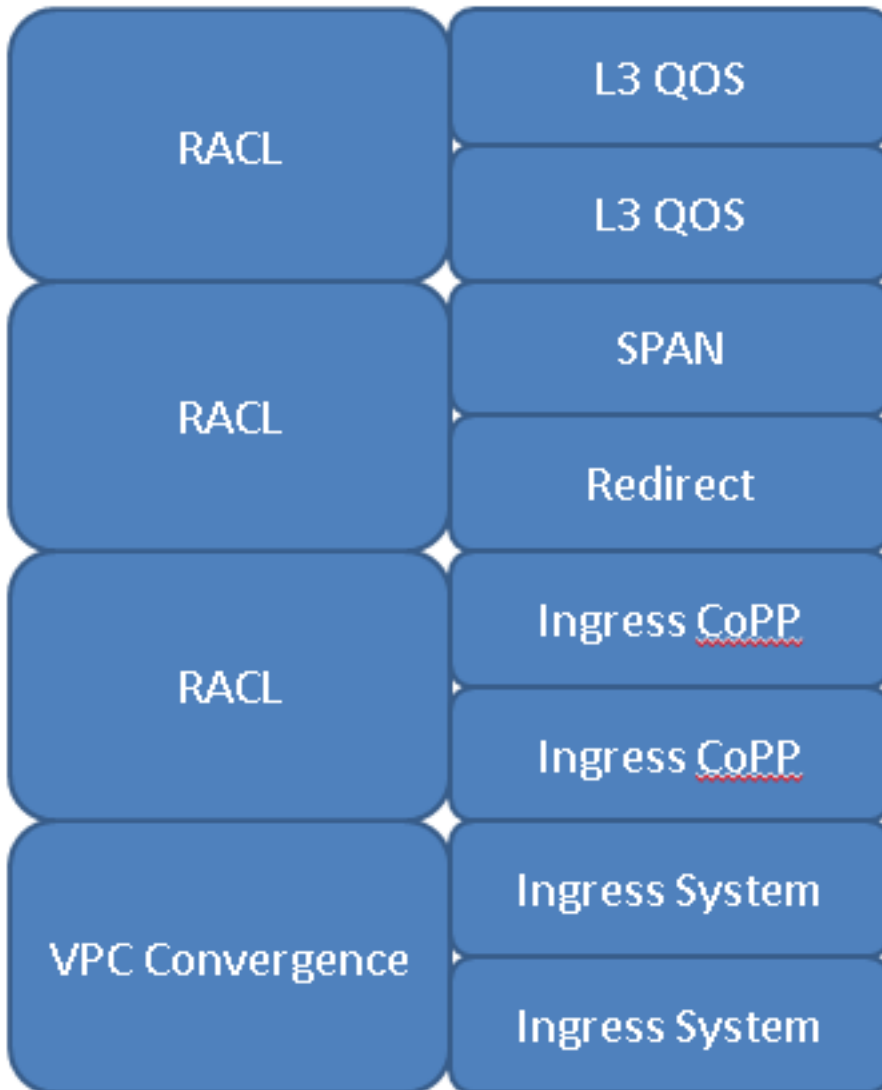 RACL
L3 QOS
L3 QOS
RACL
SPAN
Redirect
RACL
Ingress CoPP
Ingress CoPP
VPC Convergence
Ingress System
Ingress System